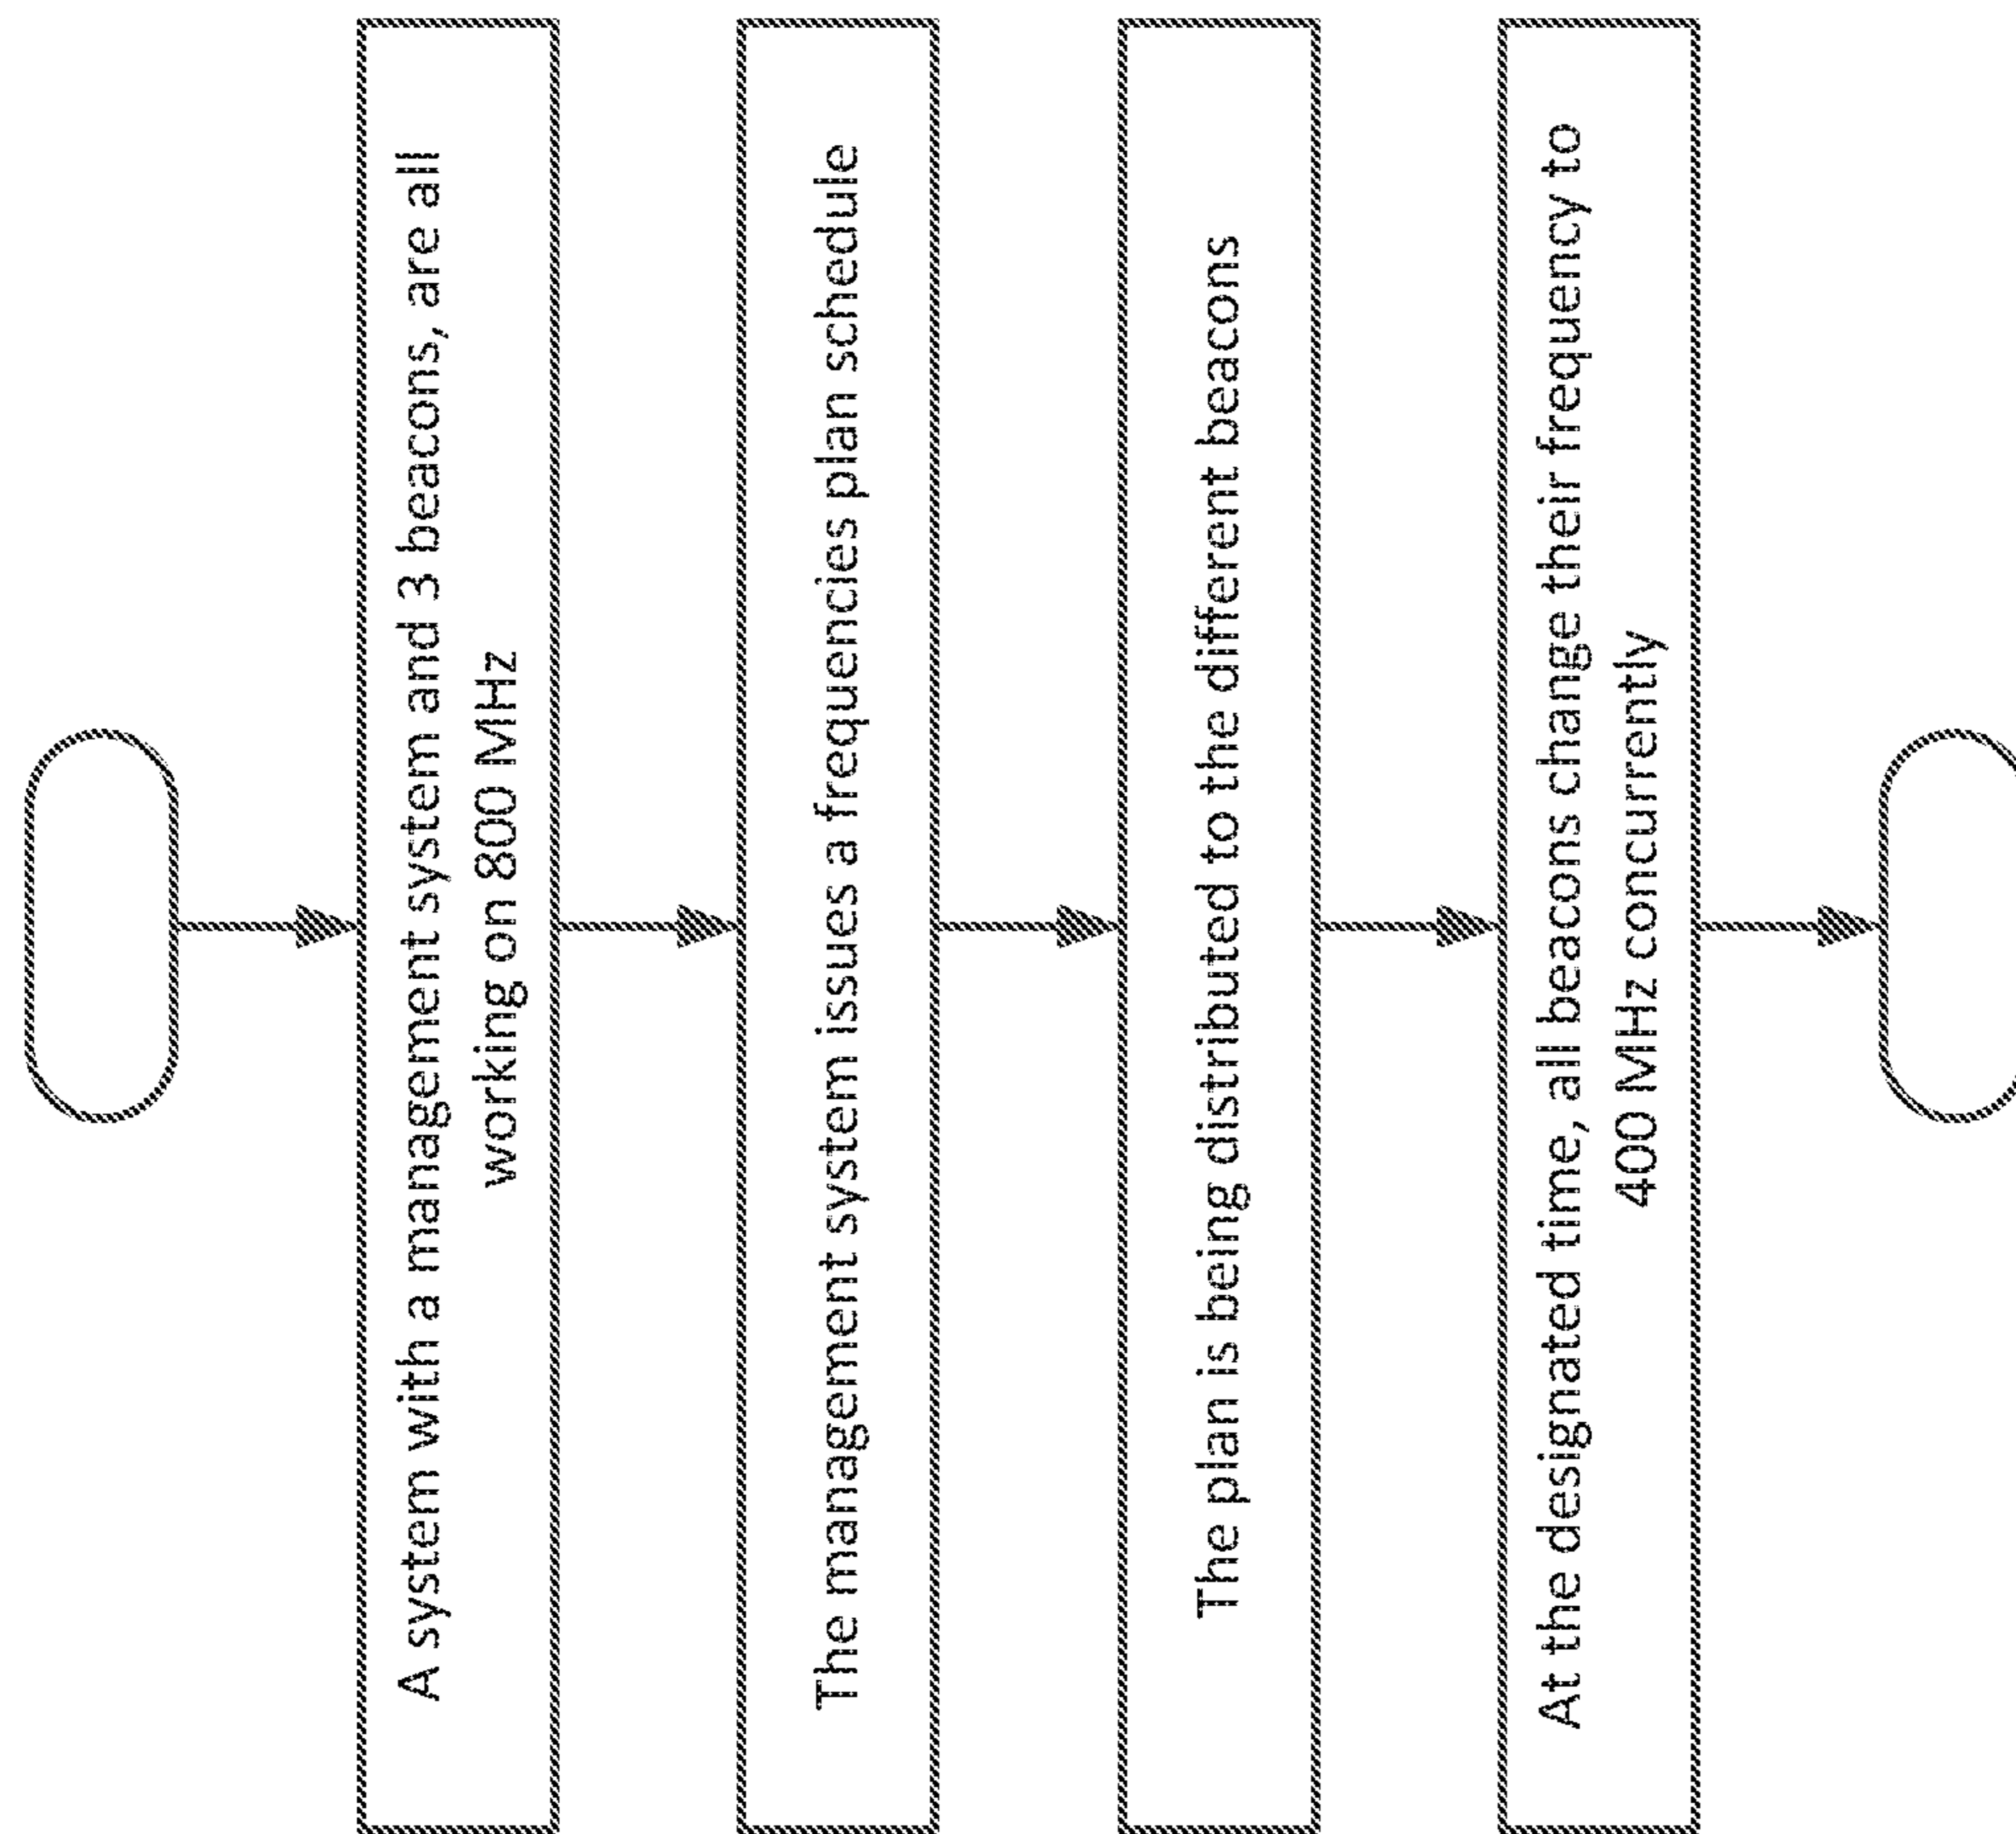 A system with a management system and 3 beacons, are all
working on 800 MHz
The management system issues a frequencies plan schedule
The plan is being distributed to the different beacons
At the designated time, all beacons change their frequency to
400 MHz concurrently